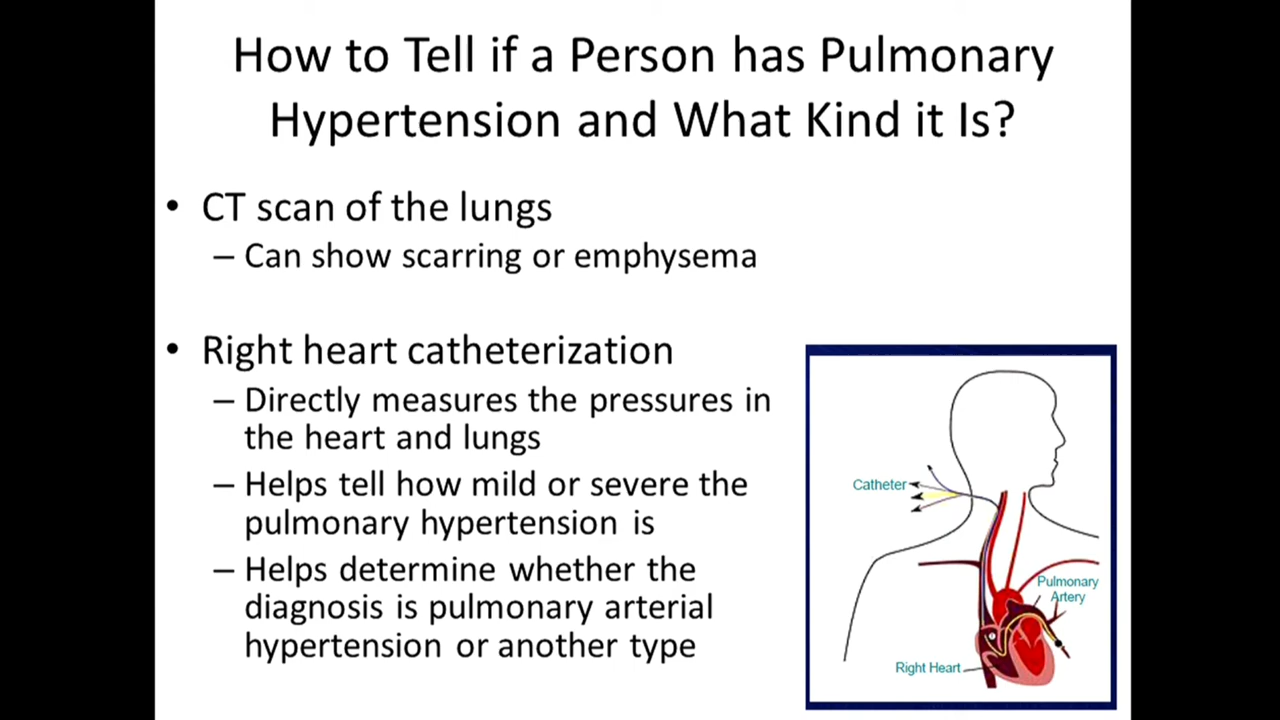 How to Tell if a Person has Pulmonary
Hypertension and What Kind it Is?
• CT scan of the lungs
– Can show scarring or emphysema
• Right heart catheterization
– Directly measures the pressures in
the heart and lungs
– Helps tell how mild or severe the
pulmonary hypertension is
– Helps determine whether the
diagnosis is pulmonary arterial
hypertension or another type
Catheter
Pulmonary
Artery
Right Heart